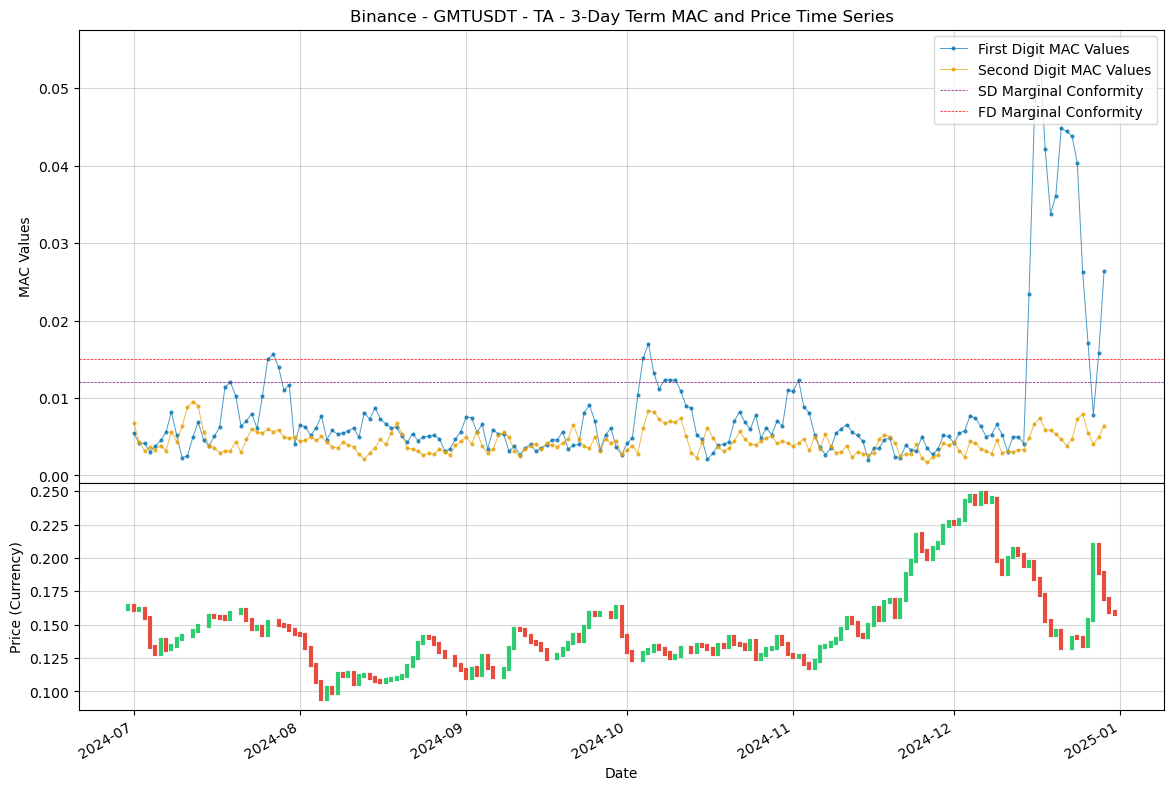 Binance - GMTUSDT - TA - 3-Day Term MAC and Price Time Series
First Digit MAC Values
Second Digit MAC Values
SD Marginal Conformity
FD Marginal Conformity
MAC Values
0.05
0.04
0.03
0.02
0.01
0.00
Price (Currency)
0.250
0.225
0.200
0.175
0.150
0.125
0.100
2024-07
2024-08
2024-09
2024-10
2024-11
2024-12
2025-01
Date